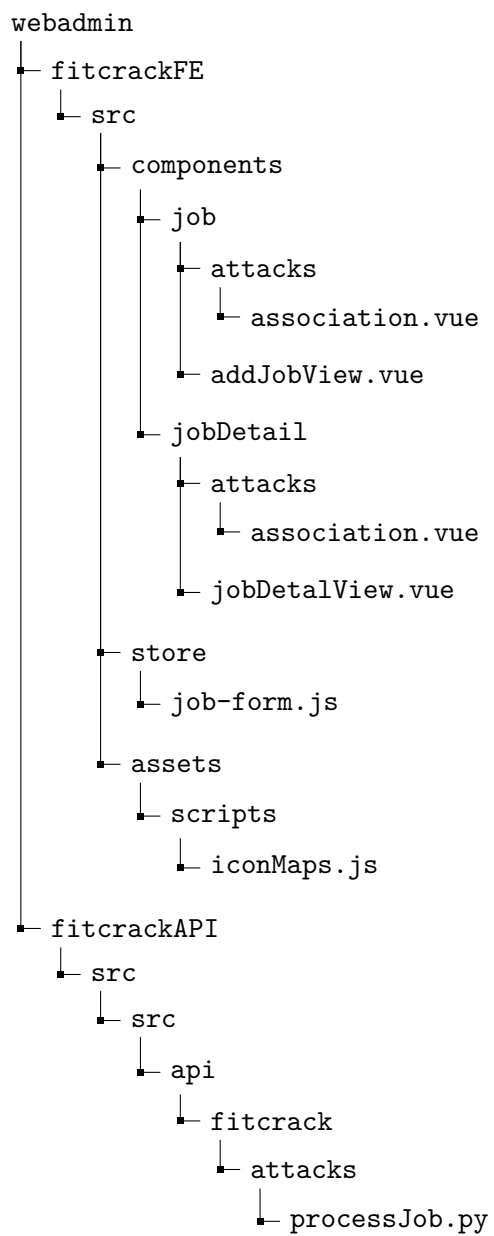 webadmin
fitcrackFE
src
components
job
attacks
association.vue
addJobView.vue
jobDetail
attacks
association.vue
jobDetalView.vue
store
job-form.js
assets
scripts
iconMaps.js
fitcrackAPI
src
src
api
fitcrack
attacks
processJob.py